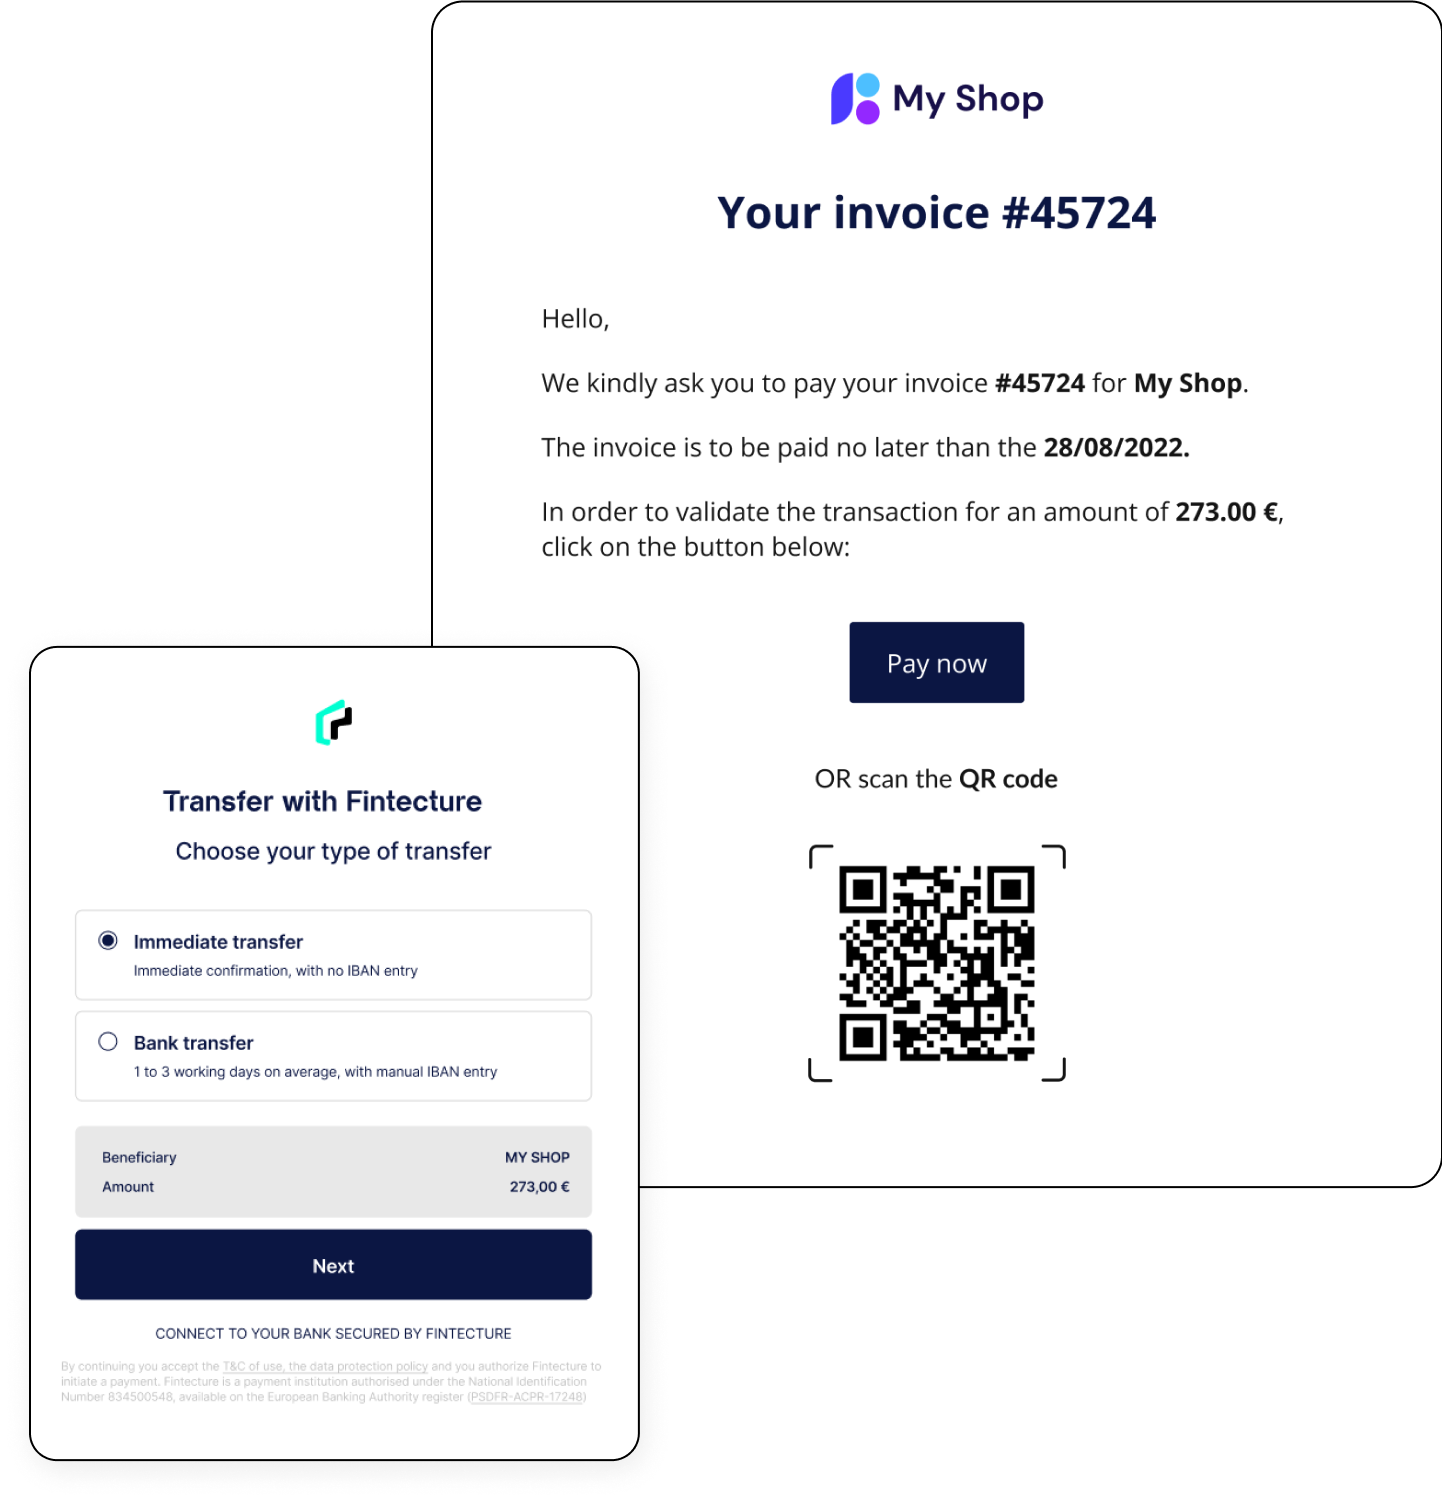 My Shop
Your invoice #45724
Hello,
We kindly ask you to pay your invoice #45724 for My Shop.
The invoice is to be paid no later than the 28/08/2022.
In order to validate the transaction for an amount of 273.00 €,
click on the button below:
Pay now
OR scan the QR code
Transfer with Fintecture
Choose your type of transfer
Immediate transfer
Immediate confirmation, with no IBAN entry
Bank transfer
1 to 3 working days on average, with manual IBAN entry
Beneficiary MY SHOP
Amount 273,00 €
Next
CONNECT TO YOUR BANK SECURED BY FINTECTURE
By continuing you accept the T&C of use, the data protection policy and you authorize Fintecture to
initiate a payment. Fintecture is a payment institution authorised under the National Identification
Number 834500548, available on the European Banking Authority register (PSDFR-ACPR-17248)